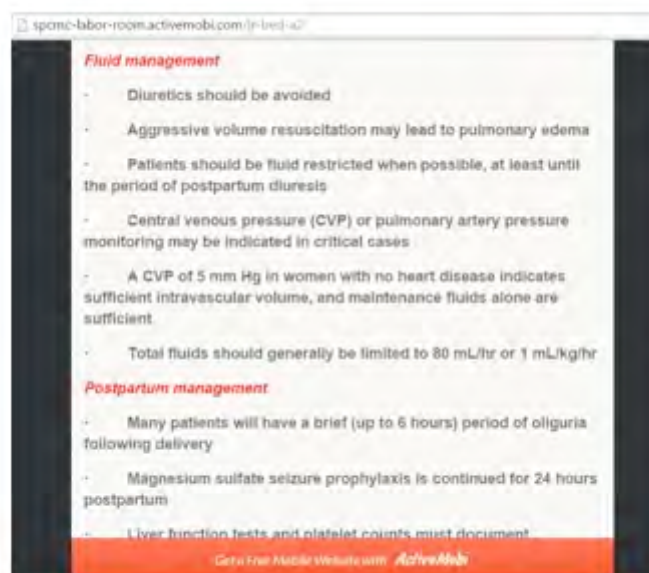 spcmc-labor-room.activemobi.com/lr-bed-a2
Fluid management
· Diuretics should be avoided
· Aggressive volume resuscitation may lead to pulmonary edema
· Patients should be fluid restricted when possible, at least until
the period of postpartum diuresis
· Central venous pressure (CVP) or pulmonary artery pressure
monitoring may be indicated in critical cases
· A CVP of 5 mm Hg in women with no heart disease indicates
sufficient intravascular volume, and maintenance fluids alone are
sufficient
· Total fluids should generally be limited to 80 mL/hr or 1 mL/kg/hr
Postpartum management
· Many patients will have a brief (up to 6 hours) period of oliguria
following delivery
· Magnesium sulfate seizure prophylaxis is continued for 24 hours
postpartum
· Liver function tests and platelet counts must document
Get a Free Mobile Website with ActiveMobi